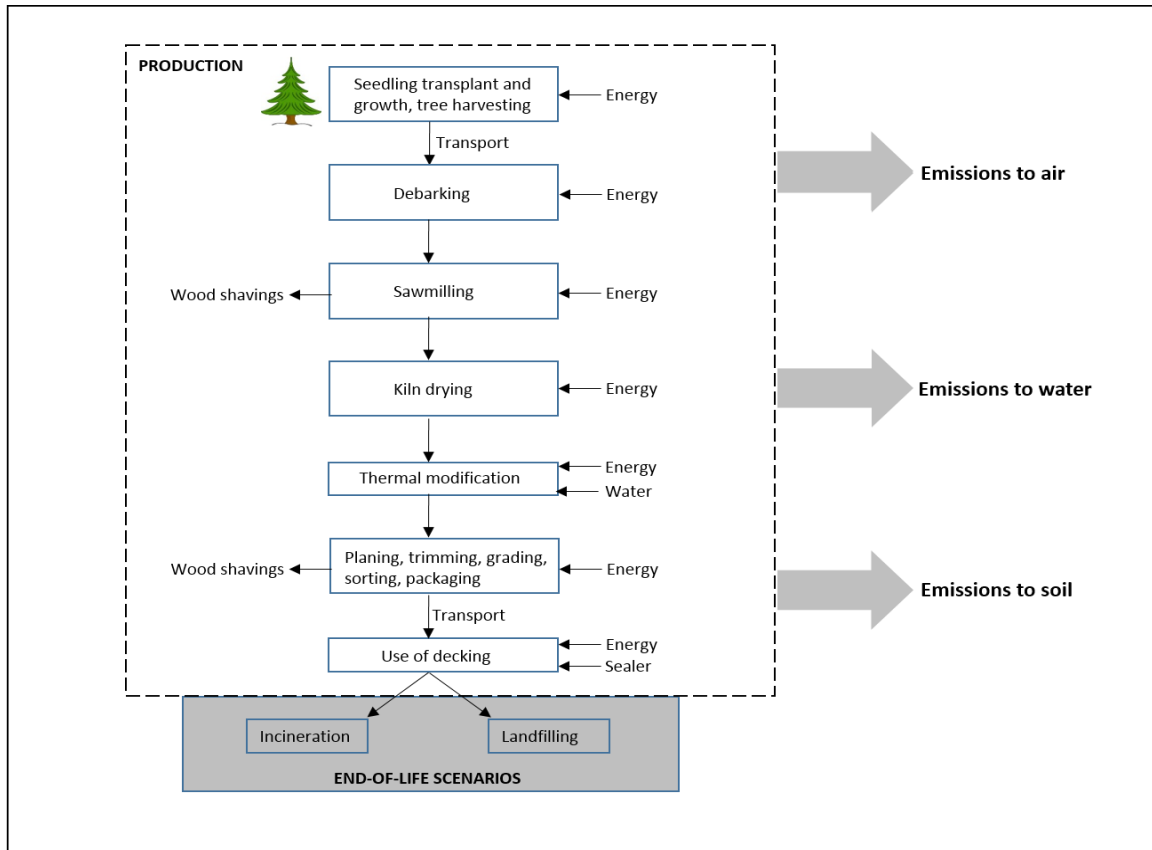 PRODUCTION
Seedling transplant and
growth, tree harvesting
Energy
Transport
Emissions to air
Debarking
Energy
Wood shavings
Sawmilling
Energy
Kiln drying
Energy
Emissions to water
Thermal modification
Energy
Water
Wood shavings
Planing, trimming, grading,
sorting, packaging
Energy
Emissions to soil
Transport
Use of decking
Energy
Sealer
Incineration
Landfilling
END-OF-LIFE SCENARIOS